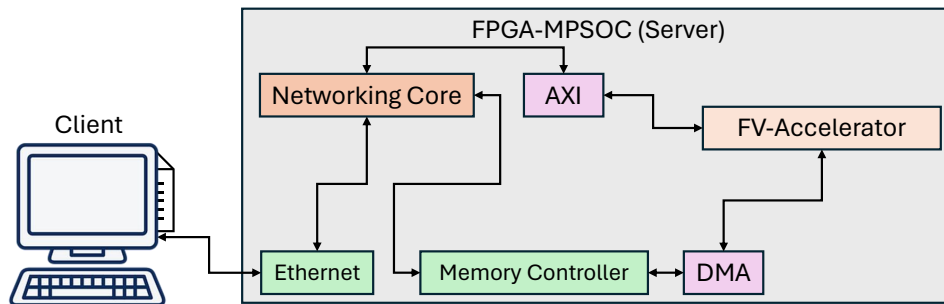 FPGA-MPSOC (Server)
Networking Core
AXI
Client
FV-Accelerator
Ethernet
Memory Controller
DMA